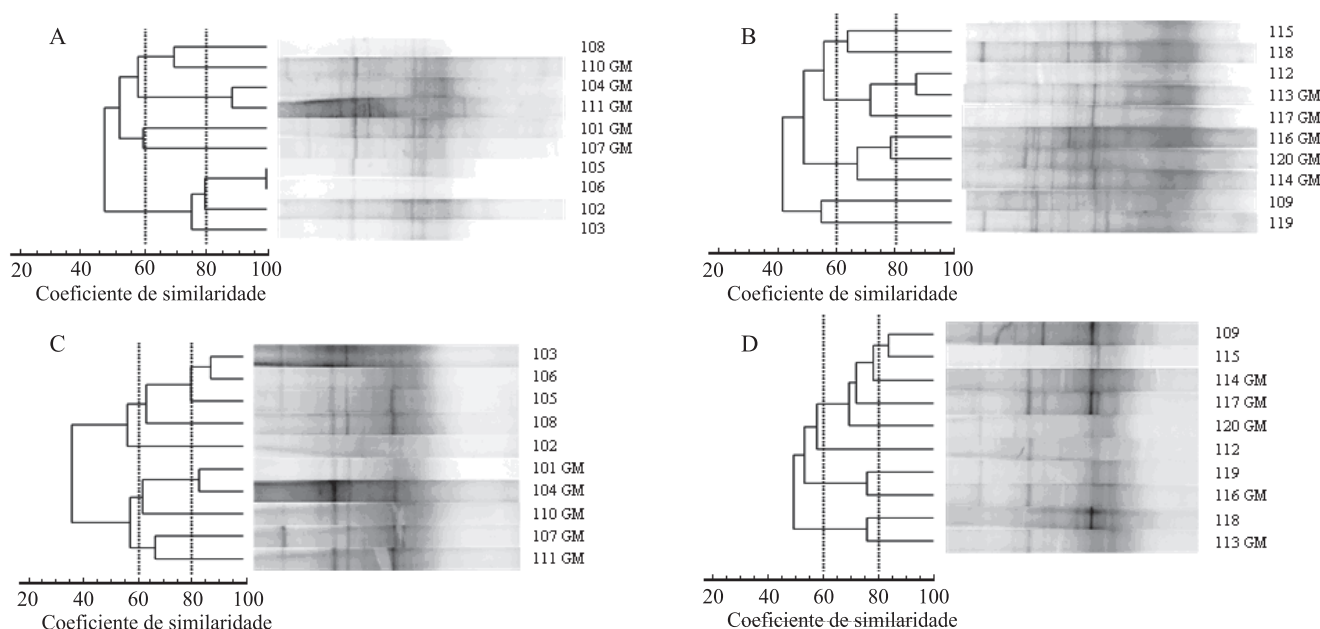 A
108
110 GM
104 GM
111 GM
101 GM
107 GM
105
106
102
103
20 40 60 80 100
Coeficiente de similaridade
B
115
118
112
113 GM
117 GM
116 GM
120 GM
114 GM
109
119
20 40 60 80 100
Coeficiente de similaridade
C
103
106
105
108
102
101 GM
104 GM
110 GM
107 GM
111 GM
20 40 60 80 100
Coeficiente de similaridade
D
109
115
114 GM
117 GM
120 GM
112
119
116 GM
118
113 GM
20 40 60 80 100
Coeficiente de similaridade